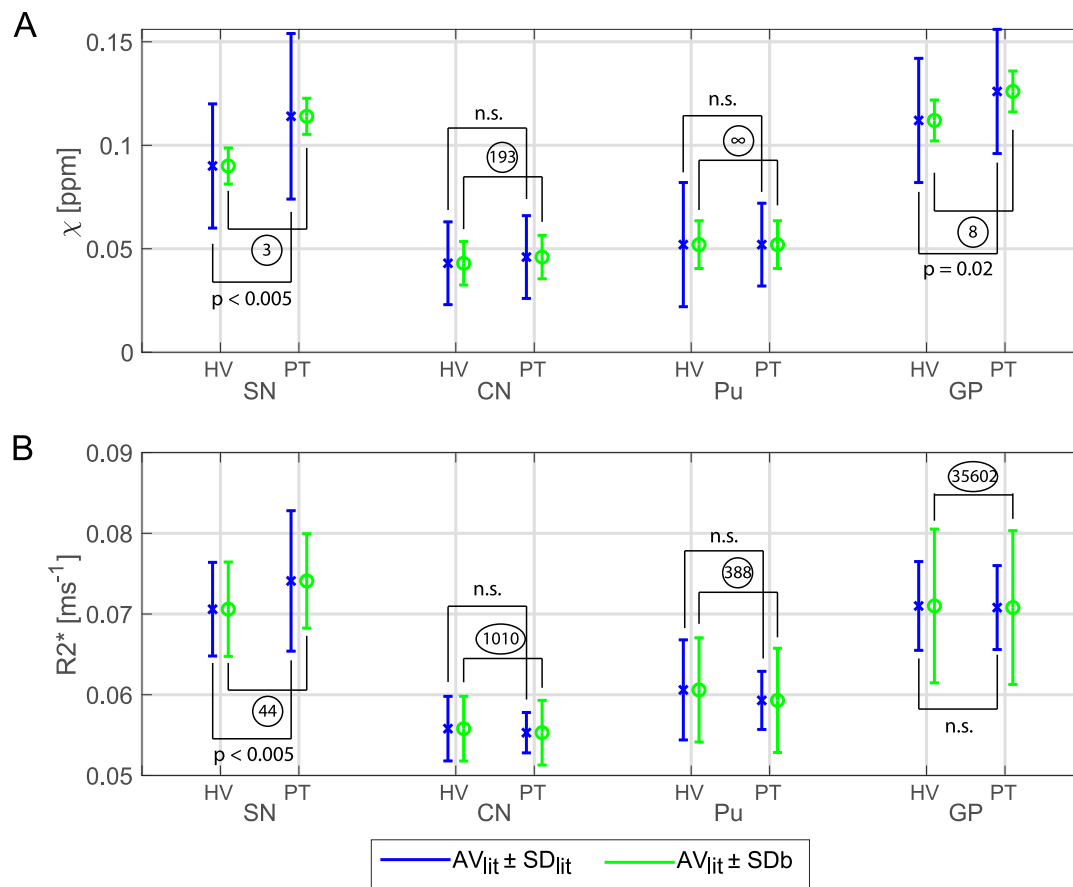 A
0.15
0.1
0.05
0
χ [ppm]
n.s.
193
n.s.
∞
3
p < 0.005
8
p = 0.02
HV PT HV PT HV PT HV PT
SN CN Pu GP
B
0.09
0.08
0.07
0.06
0.05
R2* [ms-1]
35602
n.s.
388
n.s.
1010
44
p < 0.005
n.s.
HV PT HV PT HV PT HV PT
SN CN Pu GP
AVlit ± SDlit AVlit ± SDb